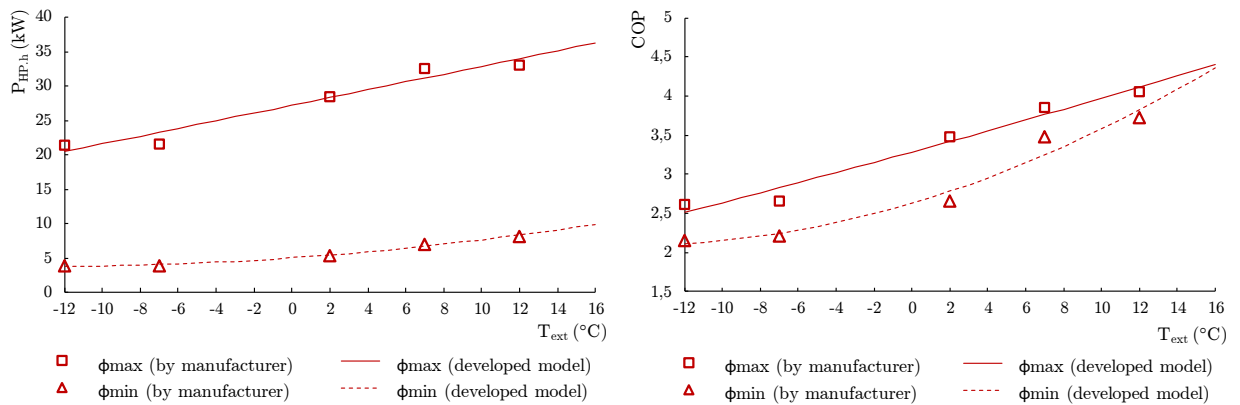 P_HP.h (kW)
40
35
30
25
20
15
10
5
0
-12 -10 -8 -6 -4 -2 0 2 4 6 8 10 12 14 16
T_ext (°C)
ϕmax (by manufacturer) ϕmax (developed model)
ϕmin (by manufacturer) ϕmin (developed model)
COP
5
4,5
4
3,5
3
2,5
2
1,5
-12 -10 -8 -6 -4 -2 0 2 4 6 8 10 12 14 16
T_ext (°C)
ϕmax (by manufacturer) ϕmax (developed model)
ϕmin (by manufacturer) ϕmin (developed model)